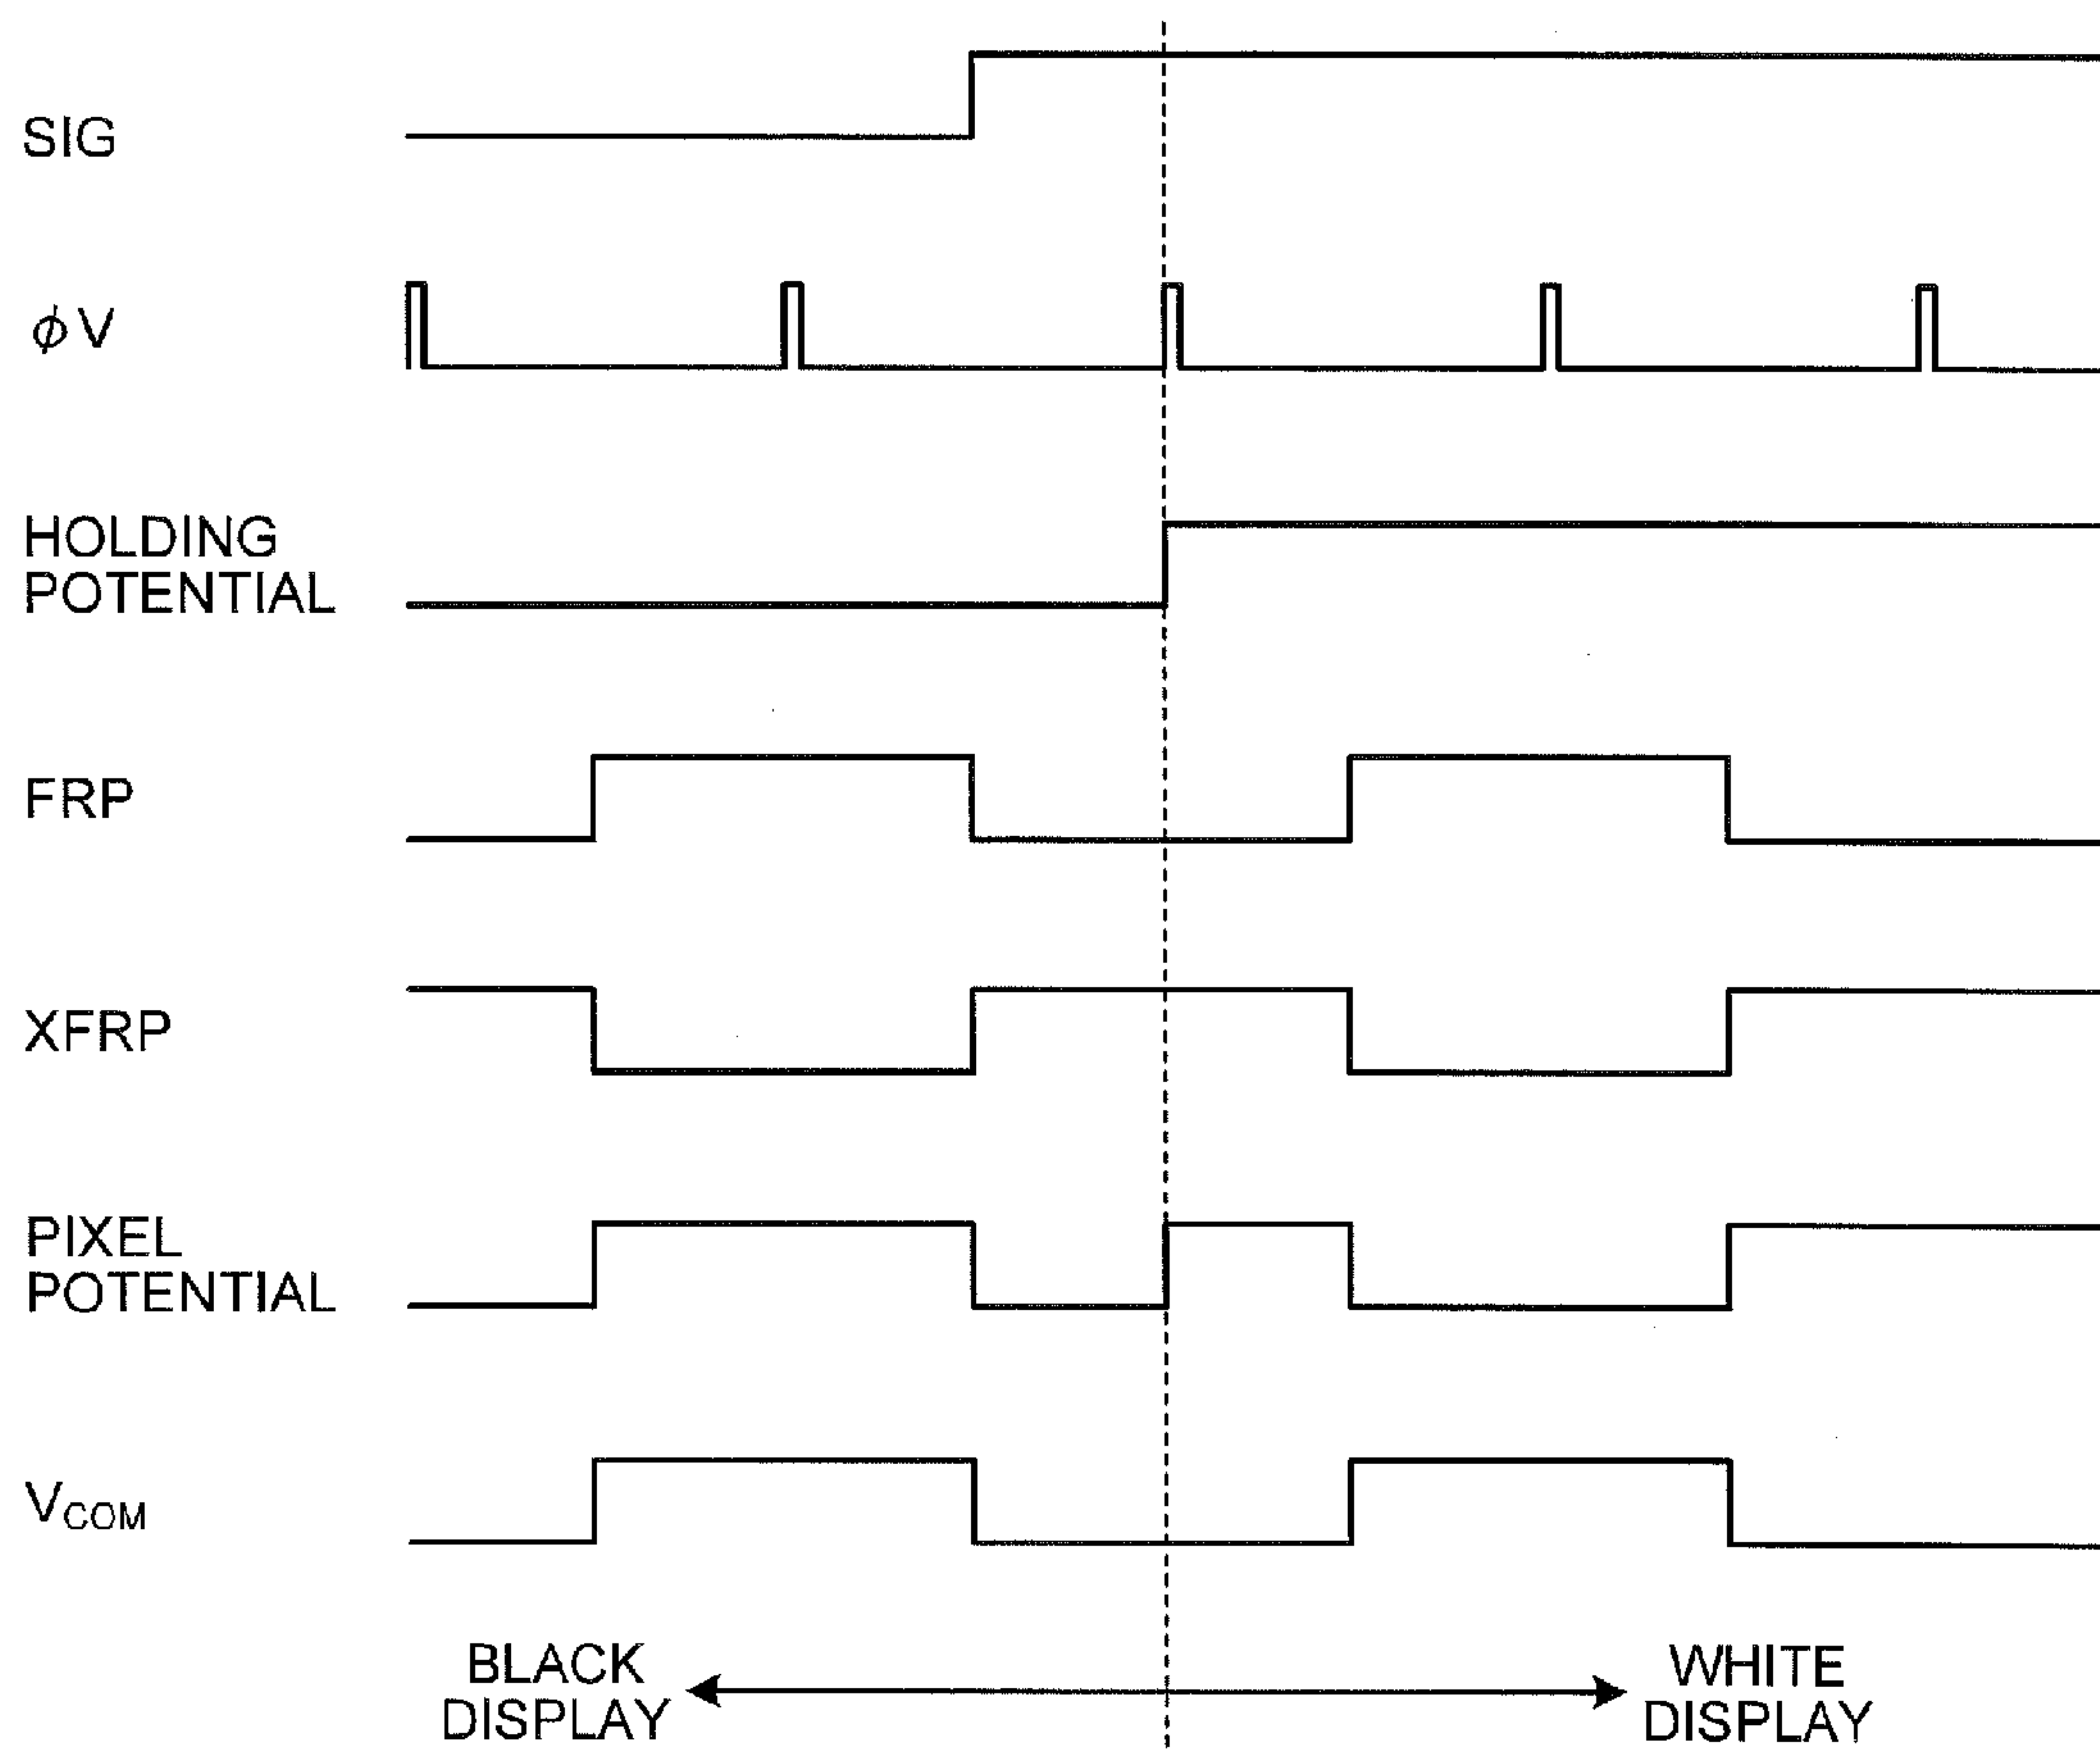 SIG
ϕV
HOLDING
POTENTIAL
FRP
XFRP
PIXEL
POTENTIAL
VCOM
BLACK
DISPLAY
WHITE
DISPLAY